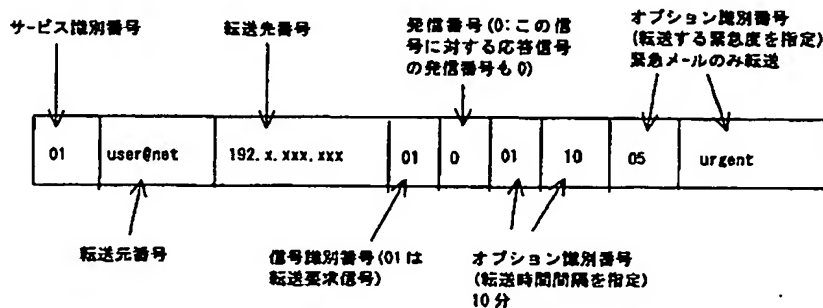 サービス識別番号
転送先番号
発信番号(0:この信
号に対する応答信号
の発信番号も0)
オプション識別番号
(転送する緊急度を指定)
緊急メールのみ転送
01
user@net
192.x.xxx.xxx
01
0
01
10
05
urgent
転送元番号
信号識別番号(01は
転送要求信号)
オプション識別番号
(転送時間間隔を指定)
10分